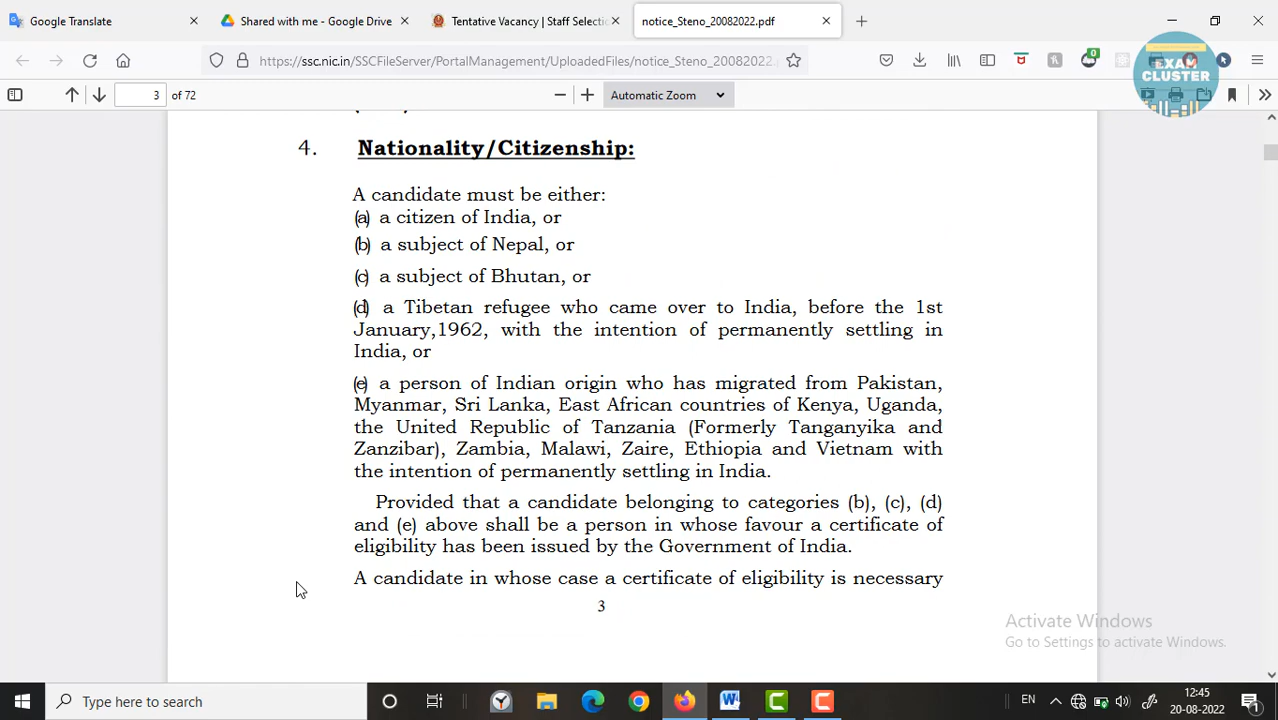 Google Translate
Shared with me - Google Drive
Tentative Vacancy | Staff Selectio
notice_Steno_20082022.pdf
https://ssc.nic.in/SSCFileServer/Po
nagement/UploadedFiles/notice_Steno_20082022.
0
EXAM
CLUSTER
3 of 72
Automatic Zoom
4. Nationality/Citizenship:
A candidate must be either:
(a) a citizen of India, or
(b) a subject of Nepal, or
(c) a subject of Bhutan, or
(d) a Tibetan refugee who came over to India, before the 1st
January,1962, with the intention of permanently settling in
India, or
(e) a person of Indian origin who has migrated from Pakistan,
Myanmar, Sri Lanka, East African countries of Kenya, Uganda,
the United Republic of Tanzania (Formerly Tanganyika and
Zanzibar), Zambia, Malawi, Zaire, Ethiopia and Vietnam with
the intention of permanently settling in India.
Provided that a candidate belonging to categories (b), (c), (d)
and (e) above shall be a person in whose favour a certificate of
eligibility has been issued by the Government of India.
A candidate in whose case a certificate of eligibility is necessary
3
Activate Windows
Go to Settings to activate Windows.
Type here to search
EN
12:45
20-08-2022